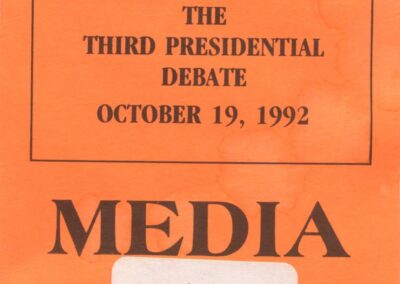 THE
THIRD PRESIDENTIAL
DEBATE
OCTOBER 19, 1992
MEDIA